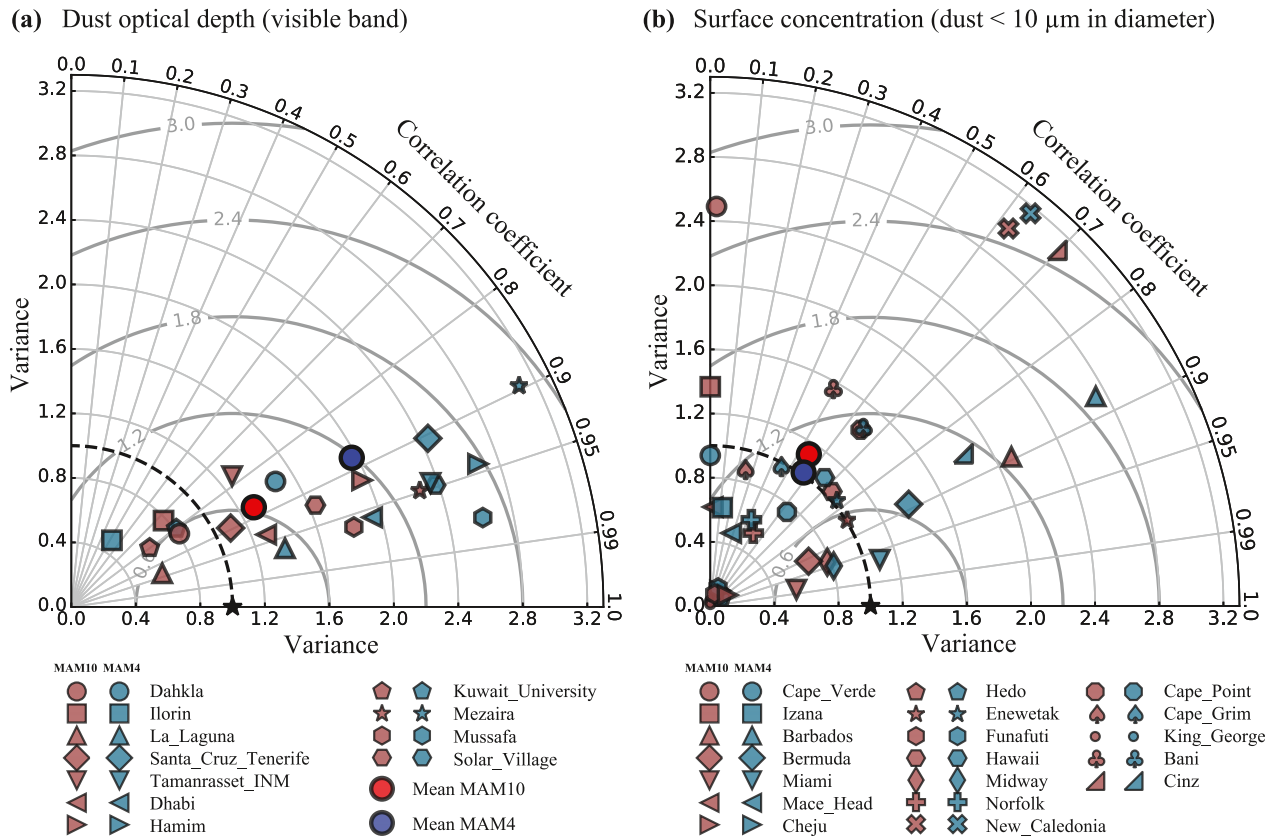 (a) Dust optical depth (visible band)
(b) Surface concentration (dust < 10 µm in diameter)
0.0 0.1 0.2 0.3 0.4 0.5 0.6 0.7 0.8 0.9 0.95 0.99 1.0
Correlation coefficient
3.2
2.8
2.4
2.0
1.6
1.2
0.8
0.4
0.0
Variance
3.0
2.4
1.8
1.2
0.6
0.0 0.4 0.8 1.2 1.6 2.0 2.4 2.8 3.2
Variance
0.0 0.1 0.2 0.3 0.4 0.5 0.6 0.7 0.8 0.9 0.95 0.99 1.0
Correlation coefficient
3.2
2.8
2.4
2.0
1.6
1.2
0.8
0.4
0.0
Variance
3.0
2.4
1.8
1.2
0.6
0.0 0.4 0.8 1.2 1.6 2.0 2.4 2.8 3.2
Variance
MAM10 MAM4
Dahkla
Ilorin
La_Laguna
Santa_Cruz_Tenerife
Tamanrasset_INM
Dhabi
Hamim
Kuwait_University
Mezaira
Mussafa
Solar_Village
Mean MAM10
Mean MAM4
MAM10 MAM4
Cape_Verde
Izana
Barbados
Bermuda
Miami
Mace_Head
Cheju
Hedo
Enewetak
Funafuti
Hawaii
Midway
Norfolk
New_Caledonia
Cape_Point
Cape_Grim
King_George
Bani
Cinz